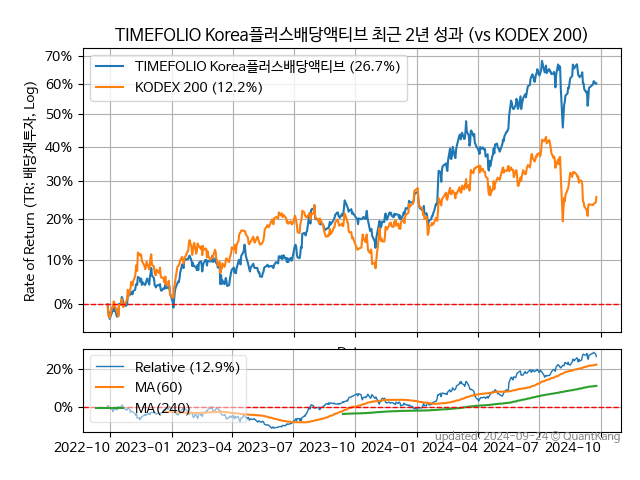 TIMEFOLIO Korea플러스배당액티브 최근 2년 성과 (vs KODEX 200)
Rate of Return (TR: 배당재투자, Log)
70%
60%
50%
40%
30%
20%
10%
0%
TIMEFOLIO Korea플러스배당액티브 (26.7%)
KODEX 200 (12.2%)
20%
0%
Relative (12.9%)
MA(60)
MA(240)
2022-10 2023-01 2023-04 2023-07 2023-10 2024-01 2024-04 2024-07 2024-10
updated: 2024-09-24 © QuantKang